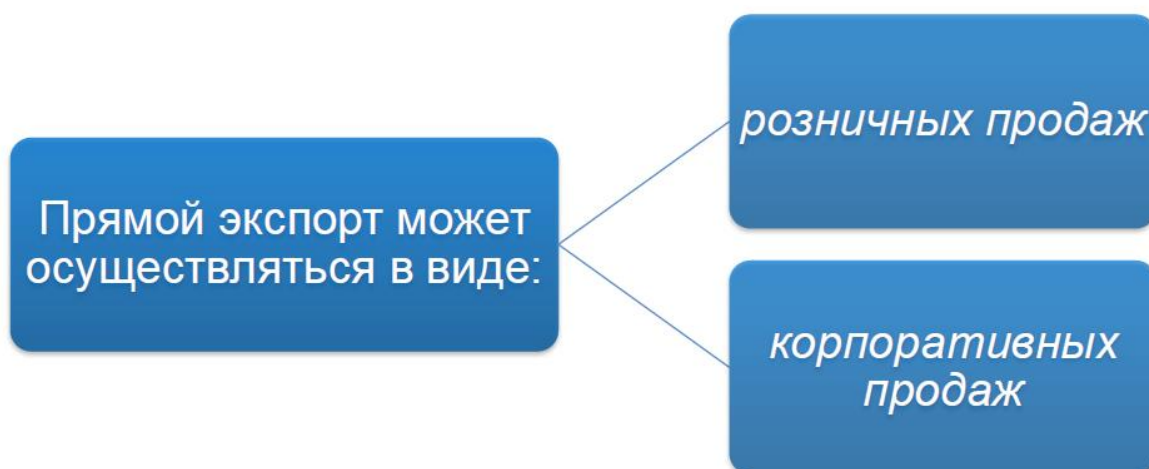 Прямой экспорт может
осуществляться в виде:
розничных продаж
корпоративных
продаж